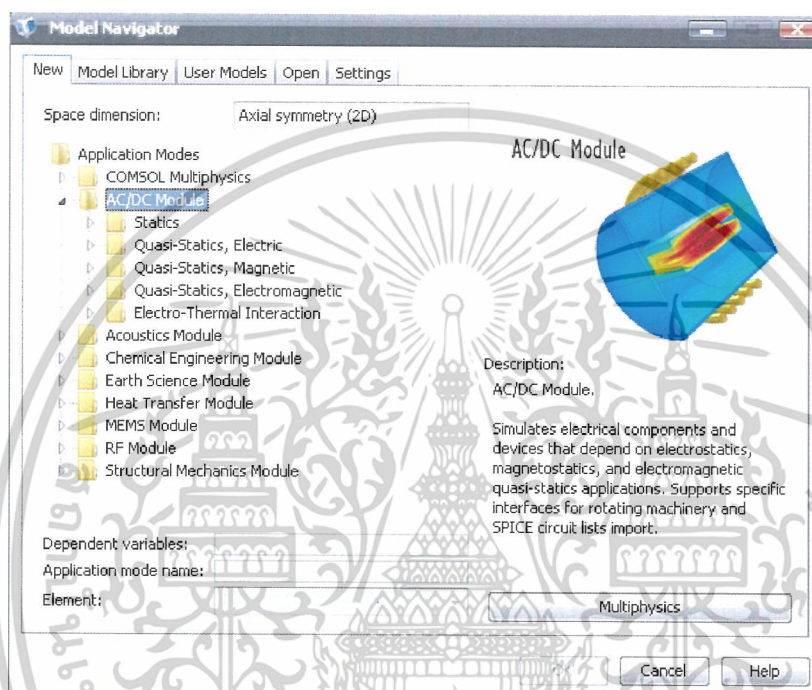 Model Navigator
New Model Library User Models Open Settings
Space dimension: Axial symmetry (2D)
Application Modes
COMSOL Multiphysics
AC/DC Module
Statics
Quasi-Statics, Electric
Quasi-Statics, Magnetic
Quasi-Statics, Electromagnetic
Electro-Thermal Interaction
Acoustics Module
Chemical Engineering Module
Earth Science Module
Heat Transfer Module
MEMS Module
RF Module
Structural Mechanics Module
Dependent variables:
Application mode name:
Element:
AC/DC Module
Description:
AC/DC Module.
Simulates electrical components and
devices that depend on electrostatics,
magnetostatics, and electromagnetic
quasi-statics applications. Supports specific
interfaces for rotating machinery and
SPICE circuit lists import.
Multiphysics
Cancel Help